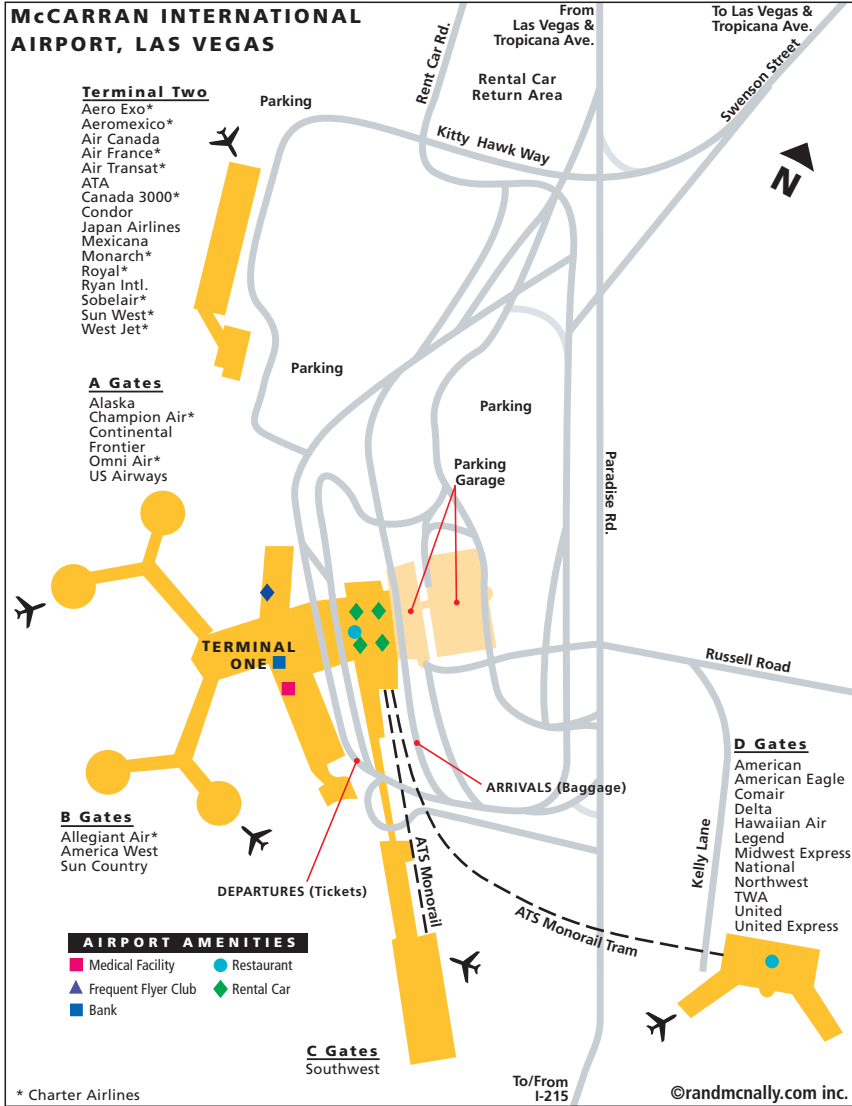 McCARRAN INTERNATIONAL
AIRPORT, LAS VEGAS
From
Las Vegas &
Tropicana Ave.
To Las Vegas &
Tropicana Ave.
Rent Car Rd.
Rental Car
Return Area
Swenson Street
Kitty Hawk Way
N
Parking
Terminal Two
Aero Exo*
Aeromexico*
Air Canada
Air France*
Air Transat*
ATA
Canada 3000*
Condor
Japan Airlines
Mexicana
Monarch*
Royal*
Ryan Intl.
Sobelair*
Sun West*
West Jet*
Parking
Parking
A Gates
Alaska
Champion Air*
Continental
Frontier
Omni Air*
US Airways
Parking
Garage
Paradise Rd.
TERMINAL
ONE
Russell Road
Kelly Lane
D Gates
American
American Eagle
Comair
Delta
Hawaiian Air
Legend
Midwest Express
National
Northwest
TWA
United
United Express
ARRIVALS (Baggage)
B Gates
Allegiant Air*
America West
Sun Country
DEPARTURES (Tickets)
ATS Monorail
ATS Monorail Tram
AIRPORT AMENITIES
Medical Facility
Restaurant
Frequent Flyer Club
Rental Car
Bank
C Gates
Southwest
To/From
I-215
* Charter Airlines
©randmcnally.com inc.